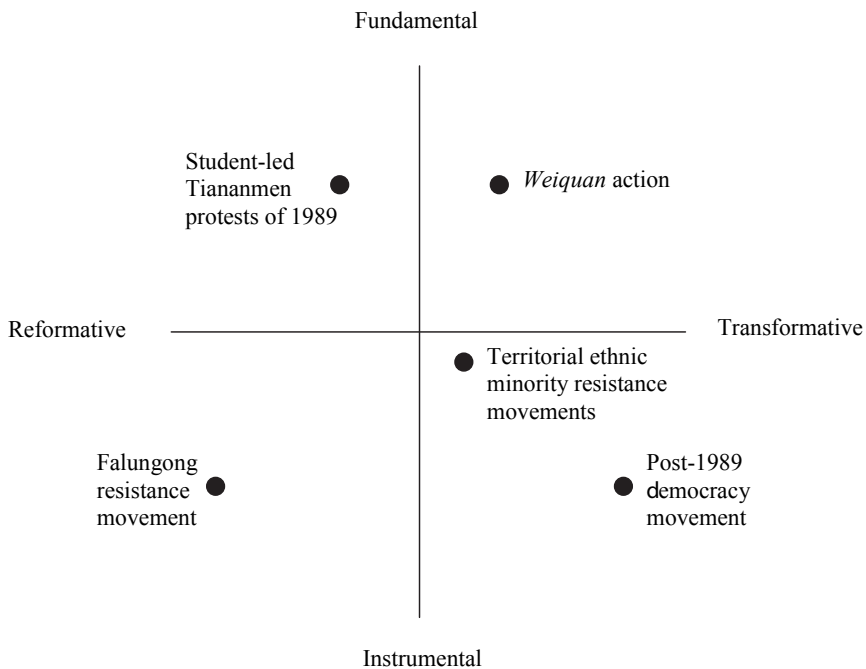 Fundamental
Student-led
Tiananmen
protests of 1989
Weiquan action
Reformative
Transformative
Territorial ethnic
minority resistance
movements
Falungong
resistance
movement
Post-1989
democracy
movement
Instrumental